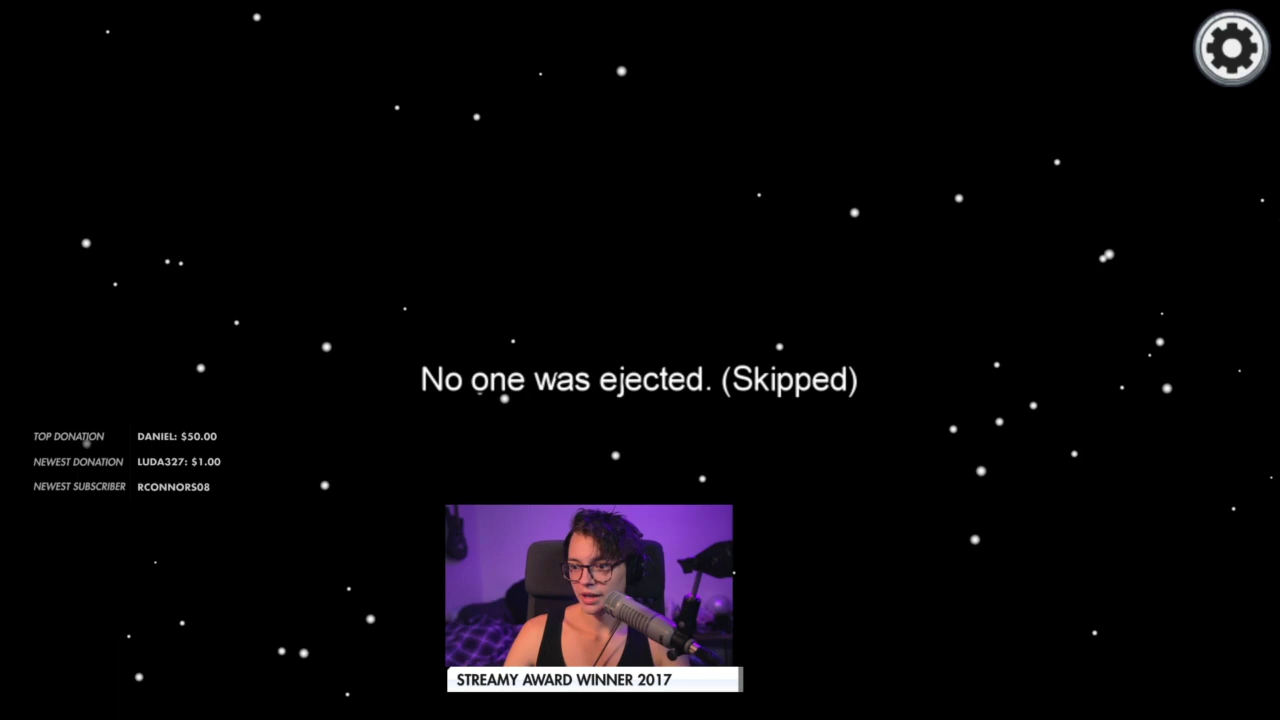 No one was ejected. (Skipped)
TOP DONATION DANIEL: $50.00
NEWEST DONATION LUDA327: $1.00
NEWEST SUBSCRIBER RCONNORS08
STREAMY AWARD WINNER 2017